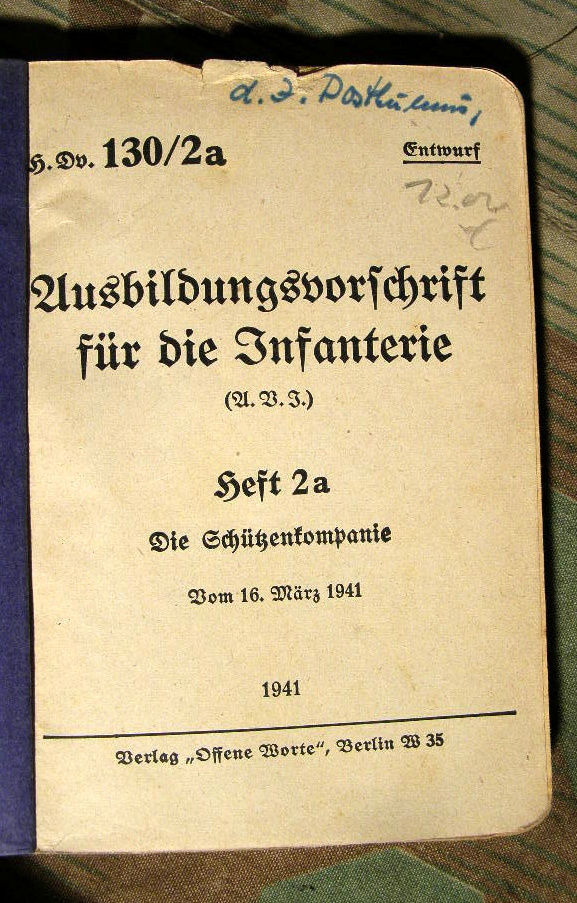 H. Dv. 130/2a
Entwurf
Ausbildungsvorschrift
für die Infanterie
(A. V. I.)
Heft 2a
Die Schützenkompanie
Vom 16. März 1941
1941
Verlag „Offene Worte“, Berlin W 35